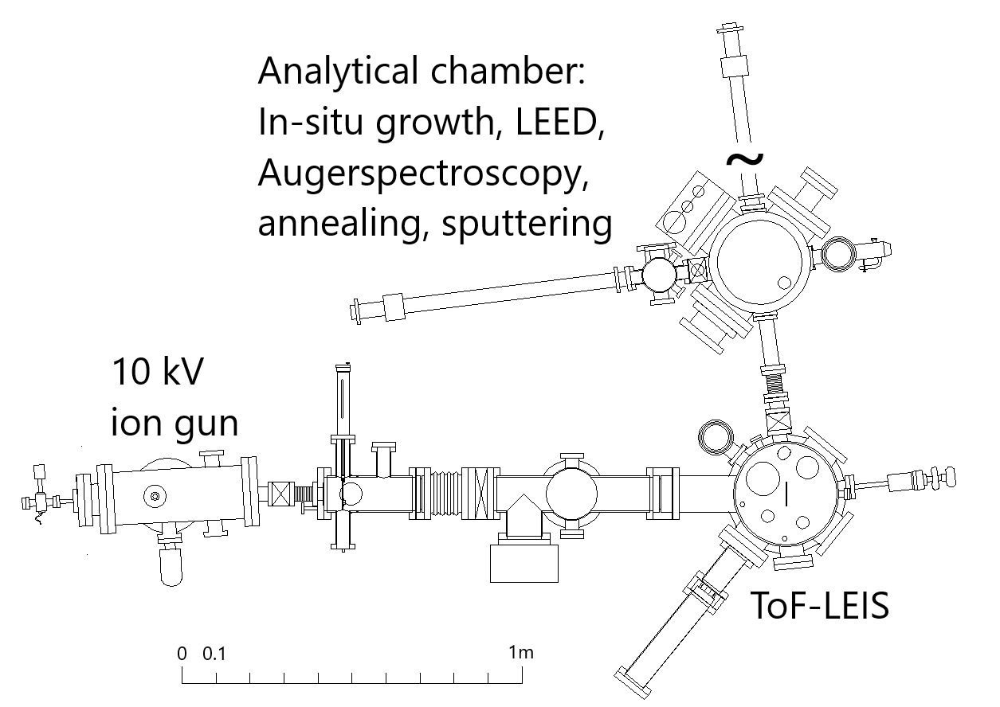 Analytical chamber:
In-situ growth, LEED,
Augerspectroscopy,
annealing, sputtering
~
10 kV
ion gun
ToF-LEIS
0 0.1 1m